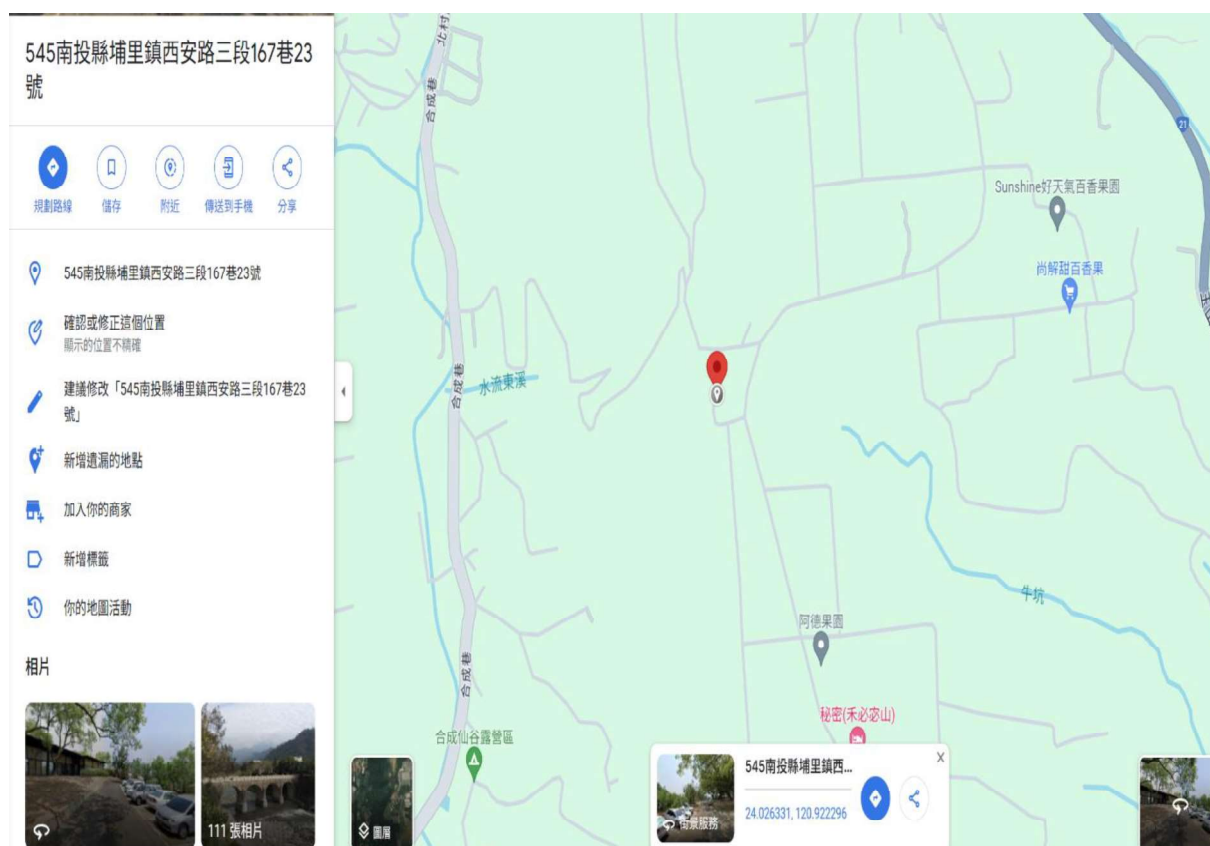 545南投縣埔里鎮西安路三段167巷23
號
規劃路線
儲存
附近
傳送到手機
分享
545南投縣埔里鎮西安路三段167巷23號
確認或修正這個位置
顯示的位置不精確
建議修改「545南投縣埔里鎮西安路三段167巷23
號」
新增遺漏的地點
加入你的商家
新增標籤
你的地圖活動
相片
111 張相片
北村
合成巷
21
Sunshine好天氣百香果園
尚解甜百香果
合成巷
水流東溪
牛坑
阿德果園
合成巷
秘密(禾必宓山)
合成仙谷露營區
圖層
街景服務
545南投縣埔里鎮西...
24.026331, 120.922296